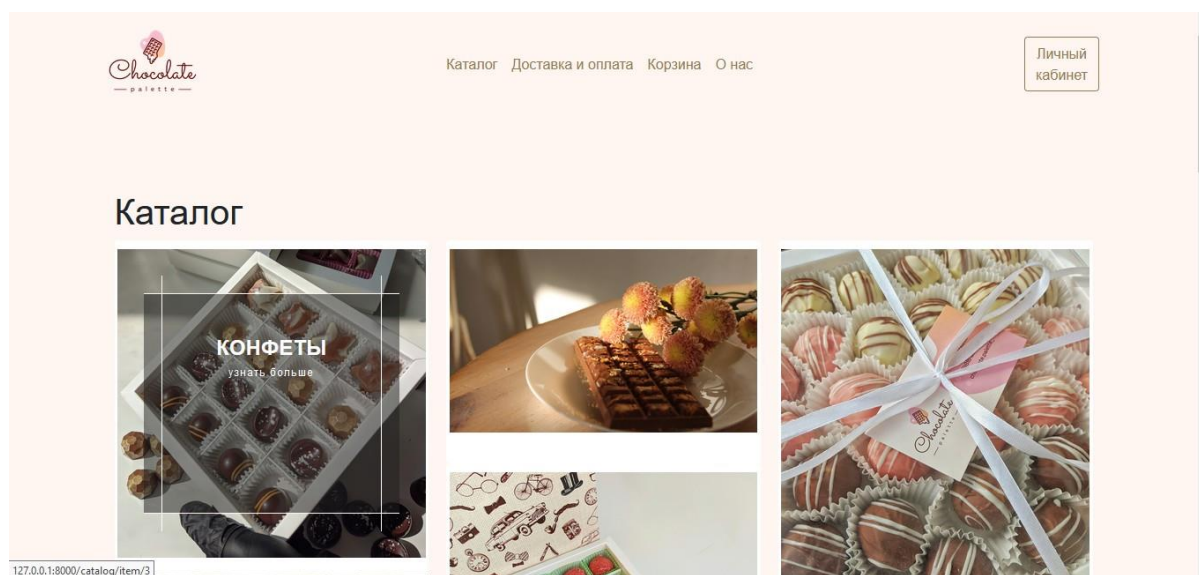 Chocolate
palette
Каталог Доставка и оплата Корзина О нас
Личный
кабинет
Каталог
КОНФЕТЫ
узнать больше
Chocolate
127.0.0.1:8000/catalog/item/3